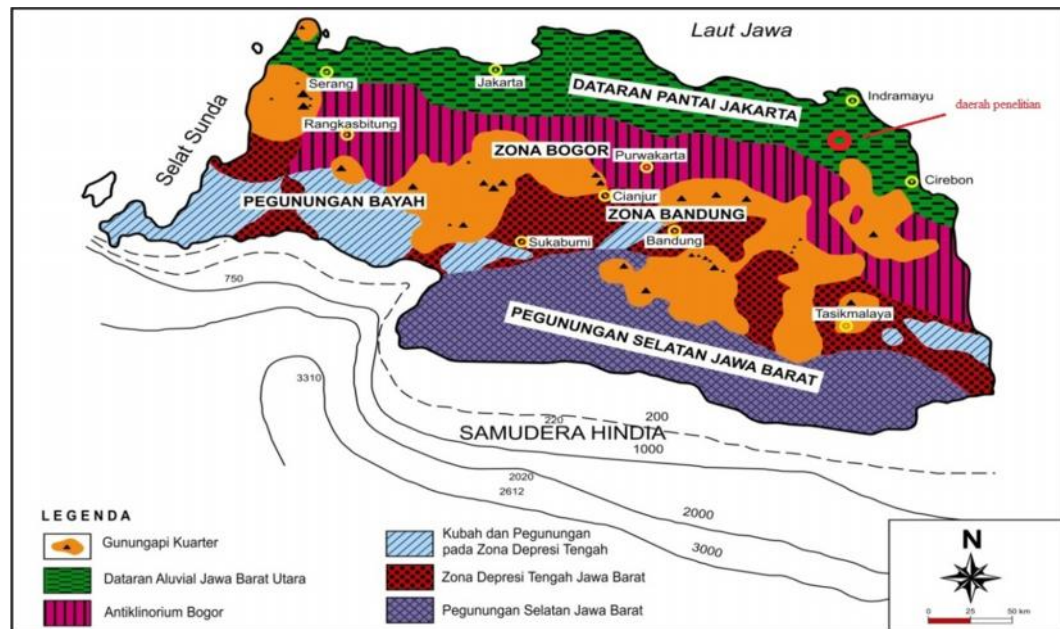 Laut Jawa
Selat Sunda
Serang
Jakarta
DATARAN PANTAI JAKARTA
Indramayu
daerah penelitian
Rangkasbitung
ZONA BOGOR
Purwakarta
Cirebon
PEGUNUNGAN BAYAH
Cianjur
ZONA BANDUNG
Sukabumi
Bandung
Tasikmalaya
PEGUNUNGAN SELATAN JAWA BARAT
750
3310
200
220
SAMUDERA HINDIA
1000
2020
2612
2000
3000
LEGENDA
Gunungapi Kuarter
Dataran Aluvial Jawa Barat Utara
Antiklinorium Bogor
Kubah dan Pegunungan
pada Zona Depresi Tengah
Zona Depresi Tengah Jawa Barat
Pegunungan Selatan Jawa Barat
N
0 25 50 km